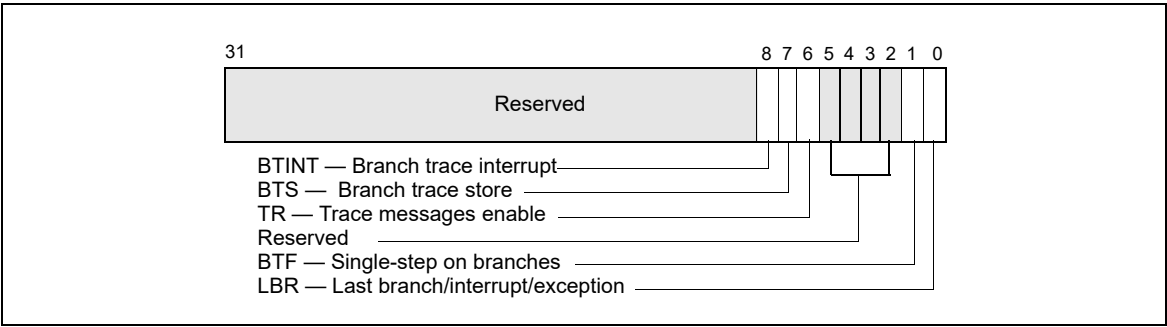 31 8 7 6 5 4 3 2 1 0
Reserved
BTINT — Branch trace interrupt
BTS — Branch trace store
TR — Trace messages enable
Reserved
BTF — Single-step on branches
LBR — Last branch/interrupt/exception